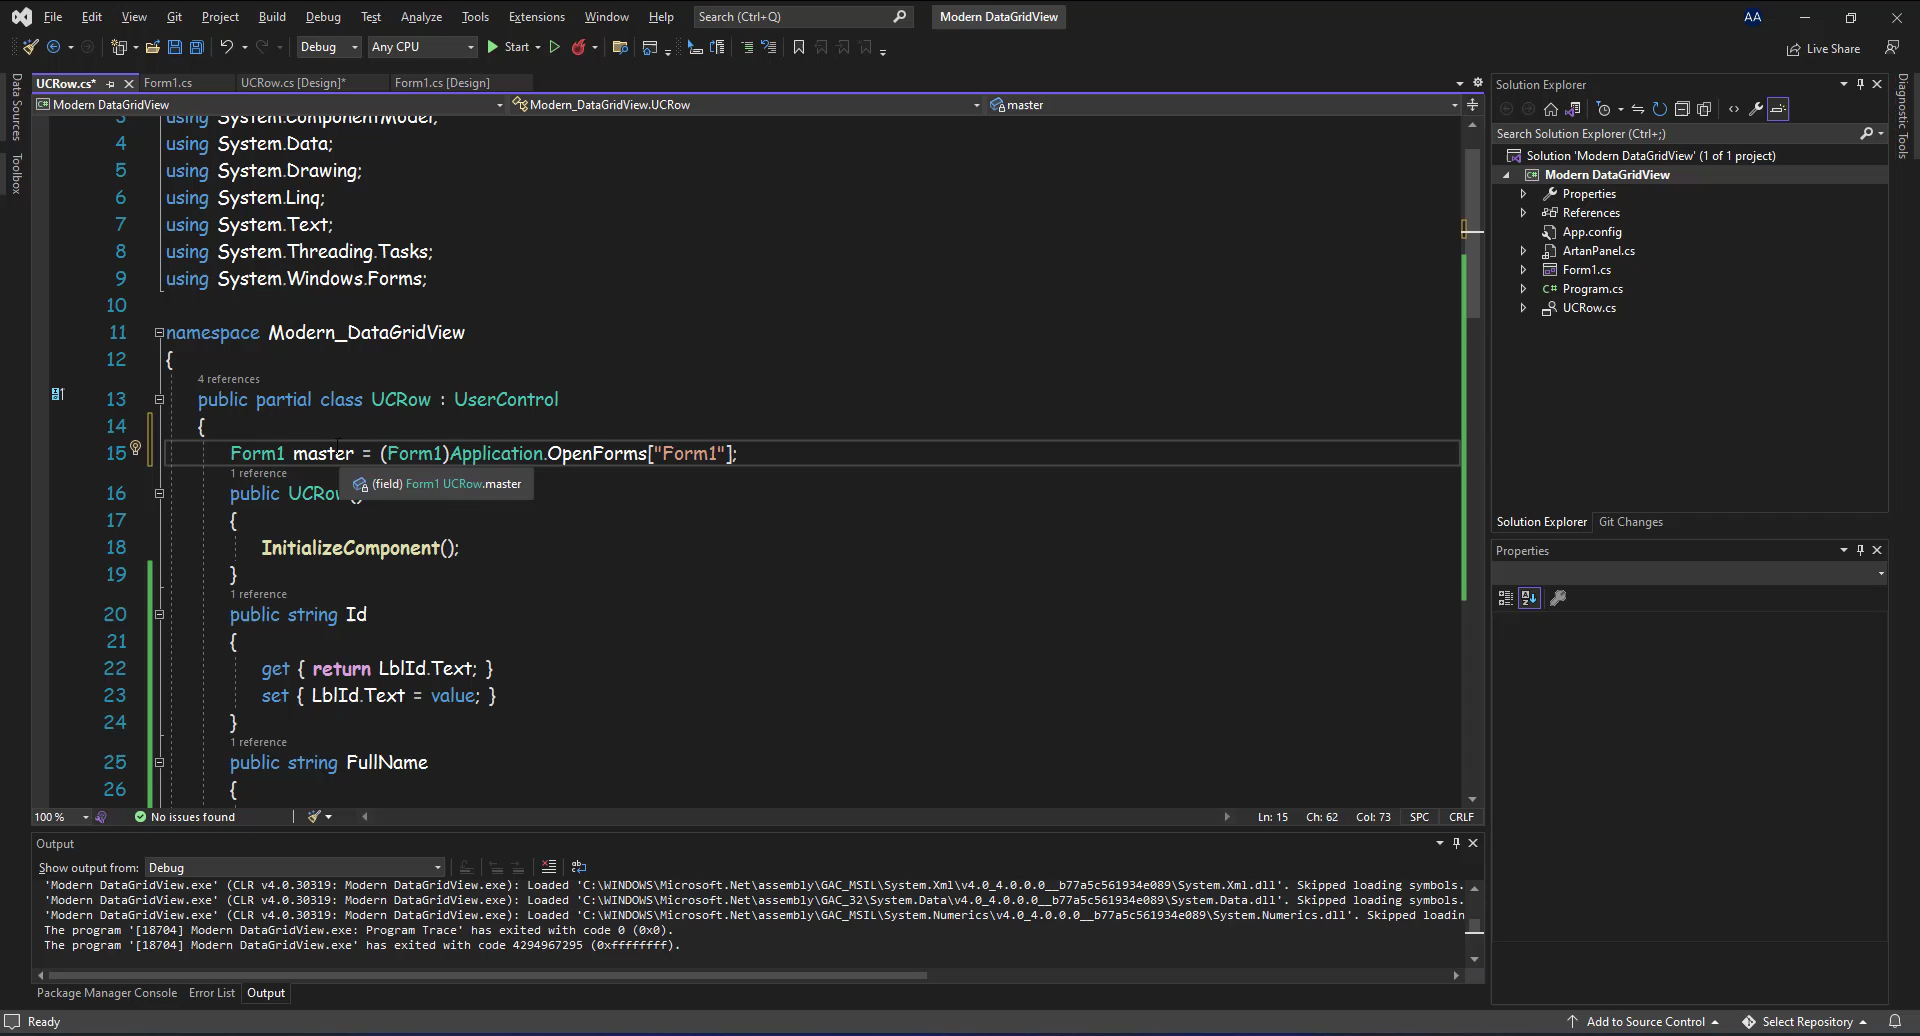 File Edit View Git Project Build Debug Test Analyze Tools Extensions Window Help Search (Ctrl+Q) Modern DataGridView AA
Debug Any CPU Start Live Share
UCRow.cs* Form1.cs UCRow.cs [Design]* Form1.cs [Design]
Modern DataGridView Modern_DataGridView.UCRow master
Data Sources
Toolbox
3 using System.ComponentModel;
4 using System.Data;
5 using System.Drawing;
6 using System.Linq;
7 using System.Text;
8 using System.Threading.Tasks;
9 using System.Windows.Forms;
10
11 namespace Modern_DataGridView
12 {
4 references
13 public partial class UCRow : UserControl
14 {
15 Form1 master = (Form1)Application.OpenForms["Form1"];
1 reference
(field) Form1 UCRow.master
16 public UCRow()
17 {
18 InitializeComponent();
19 }
1 reference
20 public string Id
21 {
22 get { return LblId.Text; }
23 set { LblId.Text = value; }
24 }
1 reference
25 public string FullName
26 {
100 % No issues found Ln: 15 Ch: 62 Col: 73 SPC CRLF
Output
Show output from: Debug
'Modern DataGridView.exe' (CLR v4.0.30319: Modern DataGridView.exe): Loaded 'C:\WINDOWS\Microsoft.Net\assembly\GAC_MSIL\System.Xml\v4.0_4.0.0.0__b77a5c561934e089\System.Xml.dll'. Skipped loading symbols.
'Modern DataGridView.exe' (CLR v4.0.30319: Modern DataGridView.exe): Loaded 'C:\WINDOWS\Microsoft.Net\assembly\GAC_32\System.Data\v4.0_4.0.0.0__b77a5c561934e089\System.Data.dll'. Skipped loading symbols.
'Modern DataGridView.exe' (CLR v4.0.30319: Modern DataGridView.exe): Loaded 'C:\WINDOWS\Microsoft.Net\assembly\GAC_MSIL\System.Numerics\v4.0_4.0.0.0__b77a5c561934e089\System.Numerics.dll'. Skipped loadin
The program '[18704] Modern DataGridView.exe: Program Trace' has exited with code 0 (0x0).
The program '[18704] Modern DataGridView.exe' has exited with code 4294967295 (0xffffffff).
Package Manager Console Error List Output
Solution Explorer
Search Solution Explorer (Ctrl+;)
Solution 'Modern DataGridView' (1 of 1 project)
Modern DataGridView
Properties
References
App.config
ArtanPanel.cs
Form1.cs
Program.cs
UCRow.cs
Solution Explorer Git Changes
Properties
Diagnostic Tools
Ready Add to Source Control Select Repository